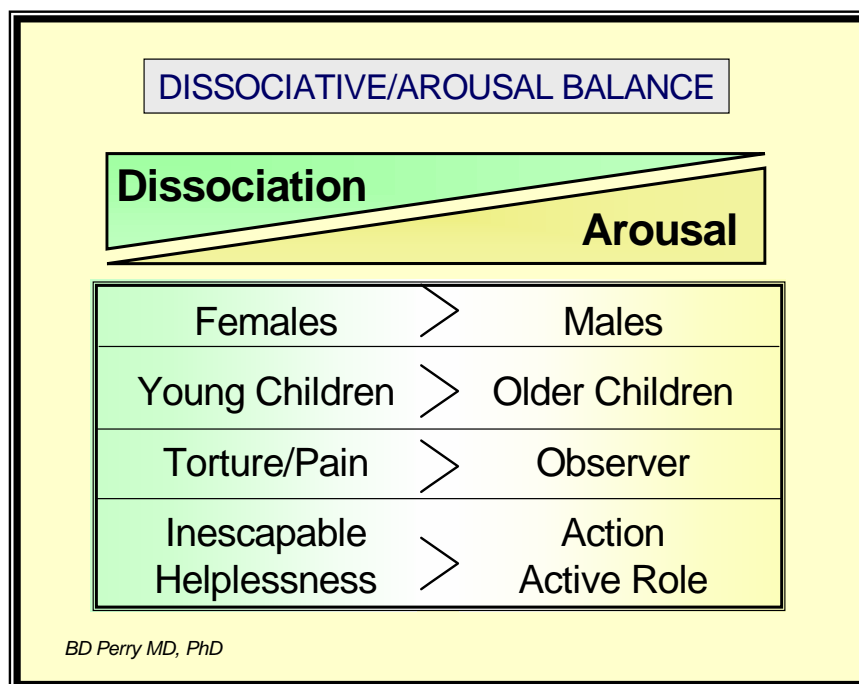 DISSOCIATIVE/AROUSAL BALANCE
Dissociation
Arousal
Females > Males
Young Children > Older Children
Torture/Pain > Observer
Inescapable Action
Helplessness > Active Role
BD Perry MD, PhD